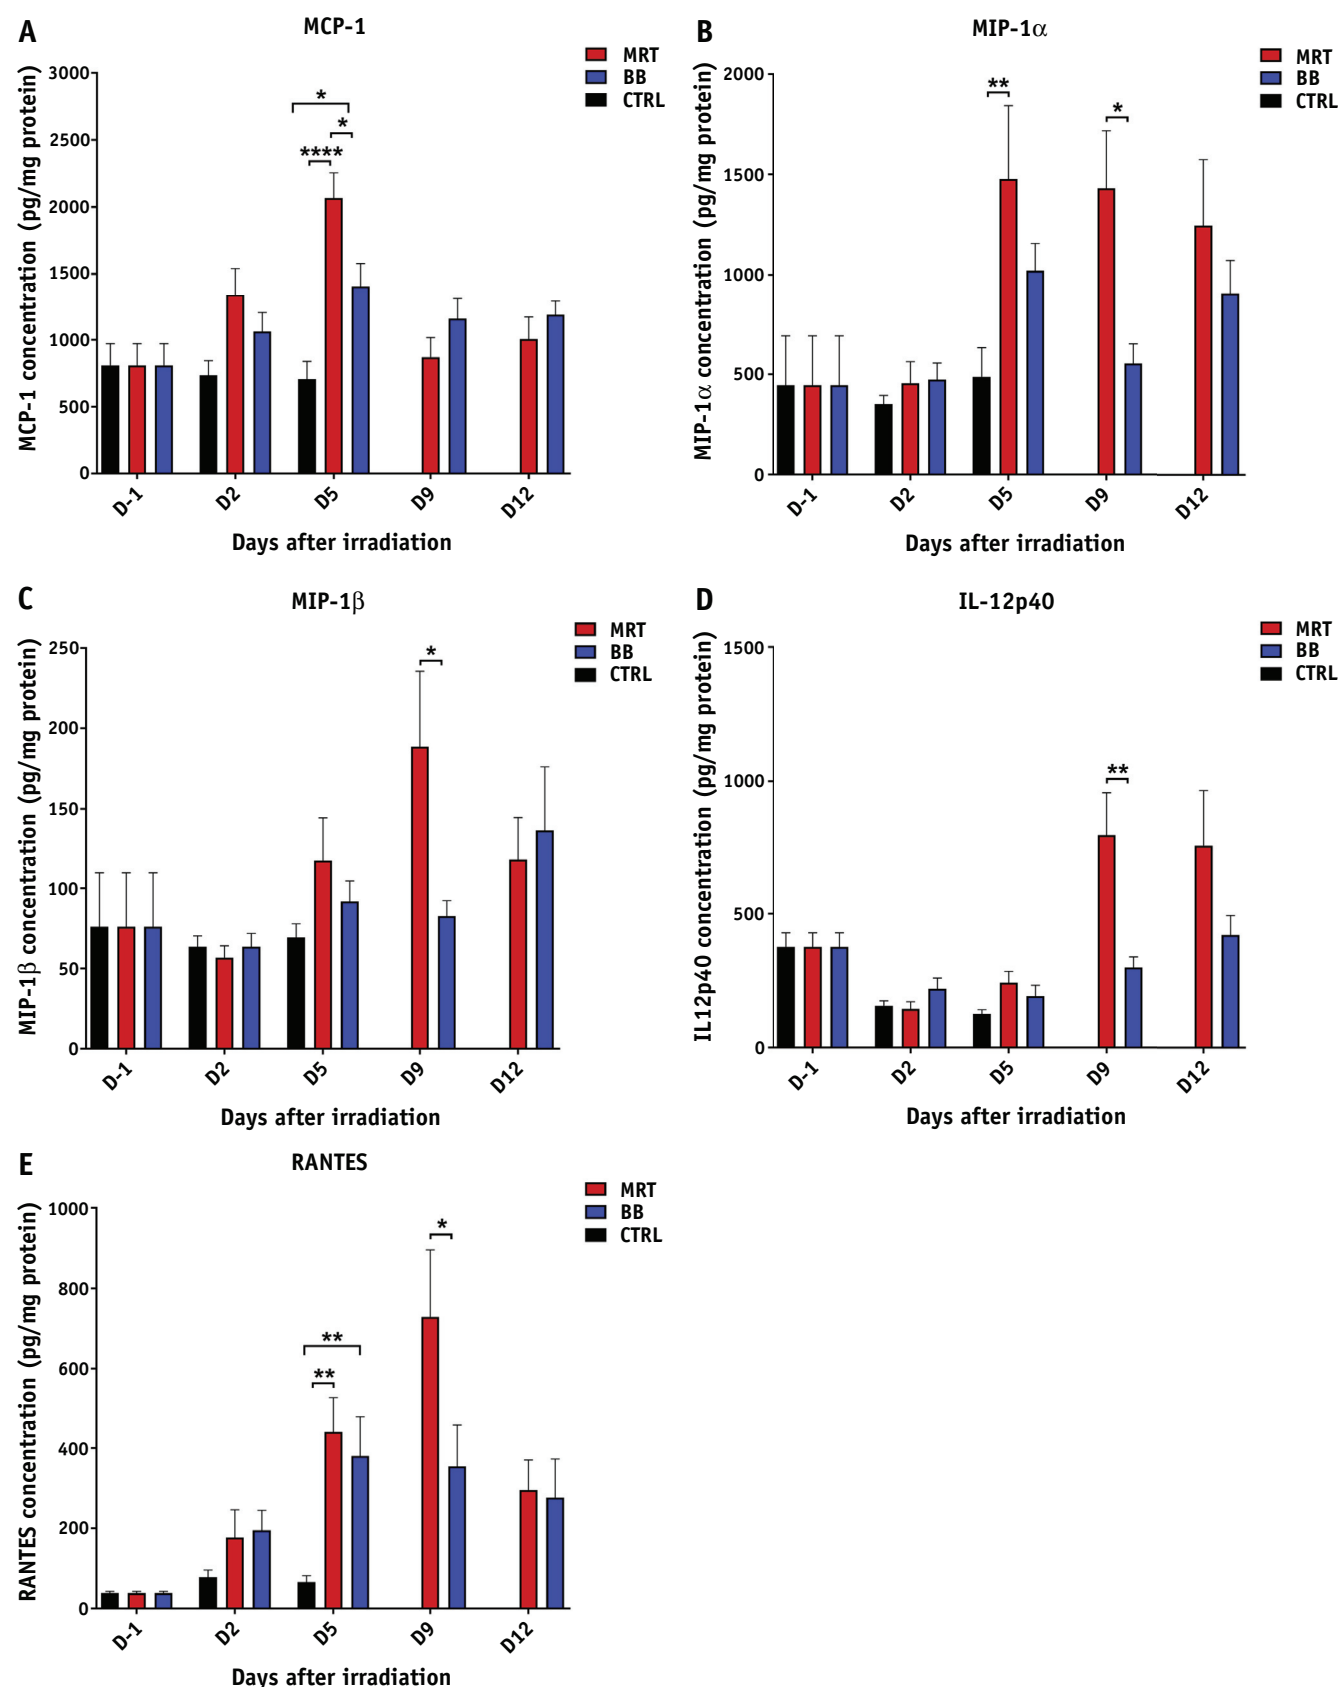 A
MCP-1
MCP-1 concentration (pg/mg protein)
3000
2500
2000
1500
1000
500
0
*
*
****
MRT
BB
CTRL
D-1
D2
D5
D9
D12
Days after irradiation
B
MIP-1α
MIP-1α concentration (pg/mg protein)
2000
1500
1000
500
0
**
*
MRT
BB
CTRL
D-1
D2
D5
D9
D12
Days after irradiation
C
MIP-1β
MIP-1β concentration (pg/mg protein)
250
200
150
100
50
0
*
MRT
BB
CTRL
D-1
D2
D5
D9
D12
Days after irradiation
D
IL-12p40
IL12p40 concentration (pg/mg protein)
1500
1000
500
0
**
MRT
BB
CTRL
D-1
D2
D5
D9
D12
Days after irradiation
E
RANTES
RANTES concentration (pg/mg protein)
1000
800
600
400
200
0
**
**
*
MRT
BB
CTRL
D-1
D2
D5
D9
D12
Days after irradiation